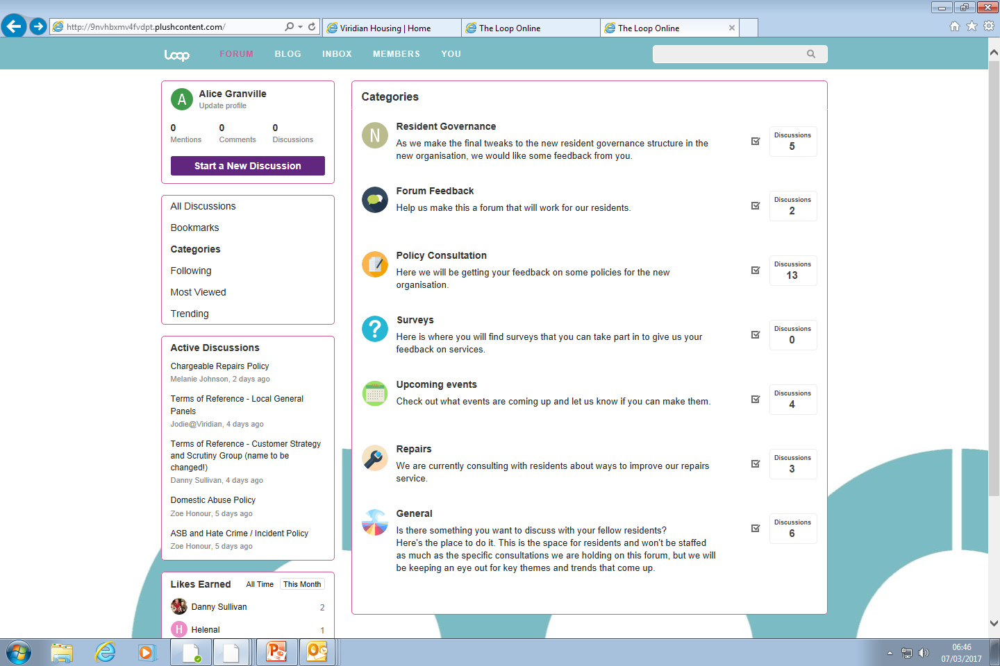 http://9nvhbxmv4fvdpt.plushcontent.com/
Viridian Housing | Home
The Loop Online
The Loop Online
Loop
FORUM
BLOG
INBOX
MEMBERS
YOU
A
Alice Granville
Update profile
0
0
0
Mentions
Comments
Discussions
Start a New Discussion
All Discussions
Bookmarks
Categories
Following
Most Viewed
Trending
Active Discussions
Chargeable Repairs Policy
Melanie Johnson, 2 days ago
Terms of Reference - Local General
Panels
Jodie@Viridian, 4 days ago
Terms of Reference - Customer Strategy
and Scrutiny Group (name to be
changed!)
Danny Sullivan, 4 days ago
Domestic Abuse Policy
Zoe Honour, 5 days ago
ASB and Hate Crime / Incident Policy
Zoe Honour, 5 days ago
Likes Earned
All Time
This Month
Danny Sullivan
2
H
Helenal
1
Categories
N
Resident Governance
As we make the final tweaks to the new resident governance structure in the
new organisation, we would like some feedback from you.
Discussions
5
Forum Feedback
Help us make this a forum that will work for our residents.
Discussions
2
Policy Consultation
Here we will be getting your feedback on some policies for the new
organisation.
Discussions
13
?
Surveys
Here is where you will find surveys that you can take part in to give us your
feedback on services.
Discussions
0
Upcoming events
Check out what events are coming up and let us know if you can make them.
Discussions
4
Repairs
We are currently consulting with residents about ways to improve our repairs
service.
Discussions
3
General
Is there something you want to discuss with your fellow residents?
Here's the place to do it. This is the space for residents and won't be staffed
as much as the specific consultations we are holding on this forum, but we will
be keeping an eye out for key themes and trends that come up.
Discussions
6
06:46
07/03/2017